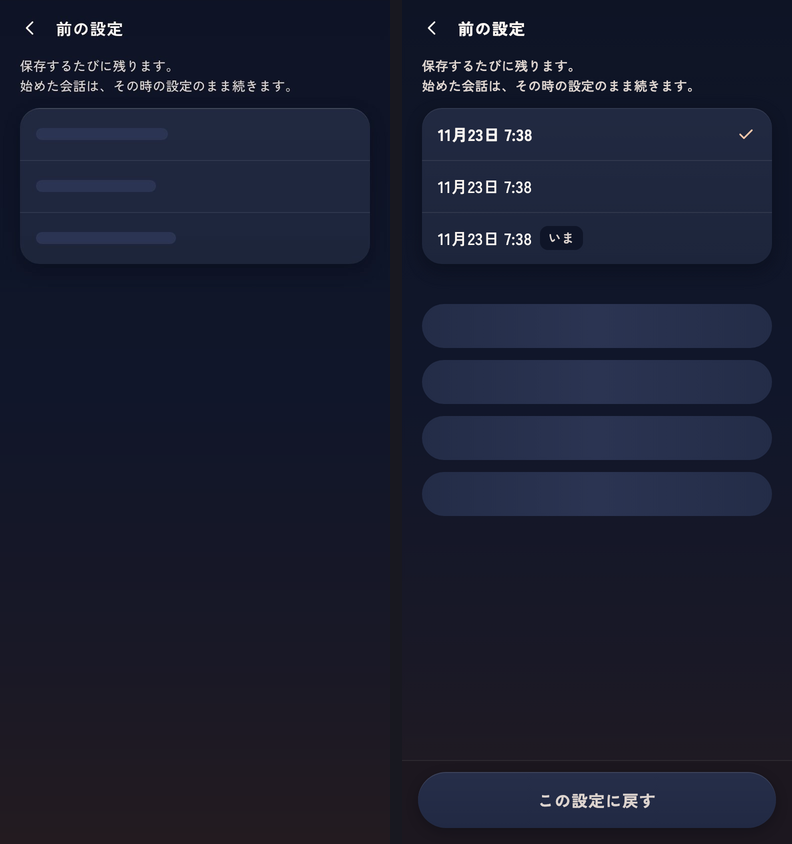 前の設定
保存するたびに残ります。
始めた会話は、その時の設定のまま続きます。
前の設定
保存するたびに残ります。
始めた会話は、その時の設定のまま続きます。
11月23日 7:38
11月23日 7:38
11月23日 7:38 いま
この設定に戻す